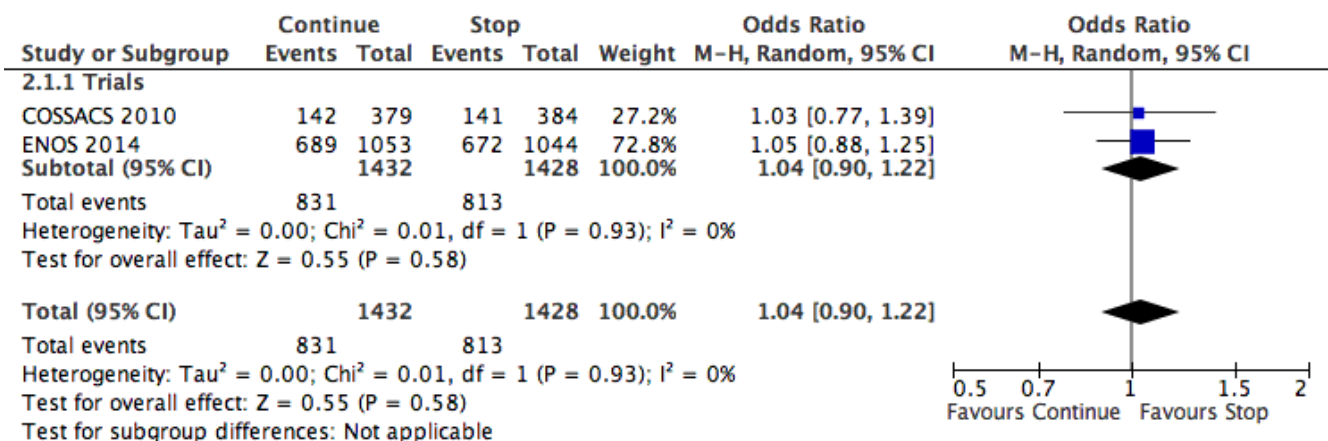 Continue Stop Odds Ratio Odds Ratio
Study or Subgroup Events Total Events Total Weight M-H, Random, 95% CI M-H, Random, 95% CI
2.1.1 Trials
COSSACS 2010 142 379 141 384 27.2% 1.03 [0.77, 1.39]
ENOS 2014 689 1053 672 1044 72.8% 1.05 [0.88, 1.25]
Subtotal (95% CI) 1432 1428 100.0% 1.04 [0.90, 1.22]
Total events 831 813
Heterogeneity: Tau² = 0.00; Chi² = 0.01, df = 1 (P = 0.93); I² = 0%
Test for overall effect: Z = 0.55 (P = 0.58)
Total (95% CI) 1432 1428 100.0% 1.04 [0.90, 1.22]
Total events 831 813
Heterogeneity: Tau² = 0.00; Chi² = 0.01, df = 1 (P = 0.93); I² = 0%
Test for overall effect: Z = 0.55 (P = 0.58)
Test for subgroup differences: Not applicable
0.5 0.7 1 1.5 2
Favours Continue Favours Stop